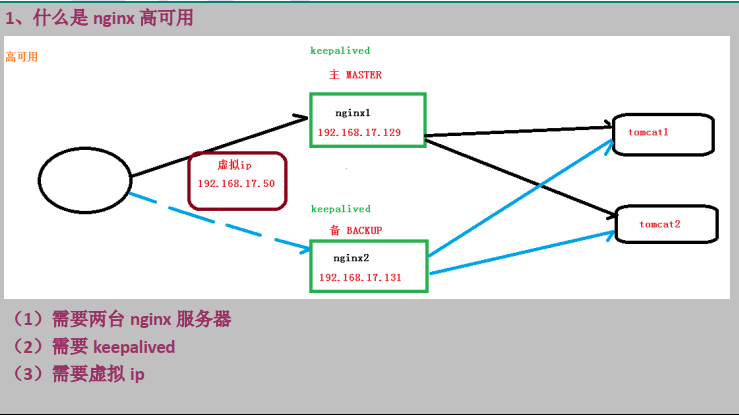 1、什么是 nginx 高可用
高可用
keepalived
主 MASTER
nginx1
192.168.17.129
虚拟ip
192.168.17.50
tomcat1
keepalived
备 BACKUP
nginx2
192.168.17.131
tomcat2
（1）需要两台 nginx 服务器
（2）需要 keepalived
（3）需要虚拟 ip